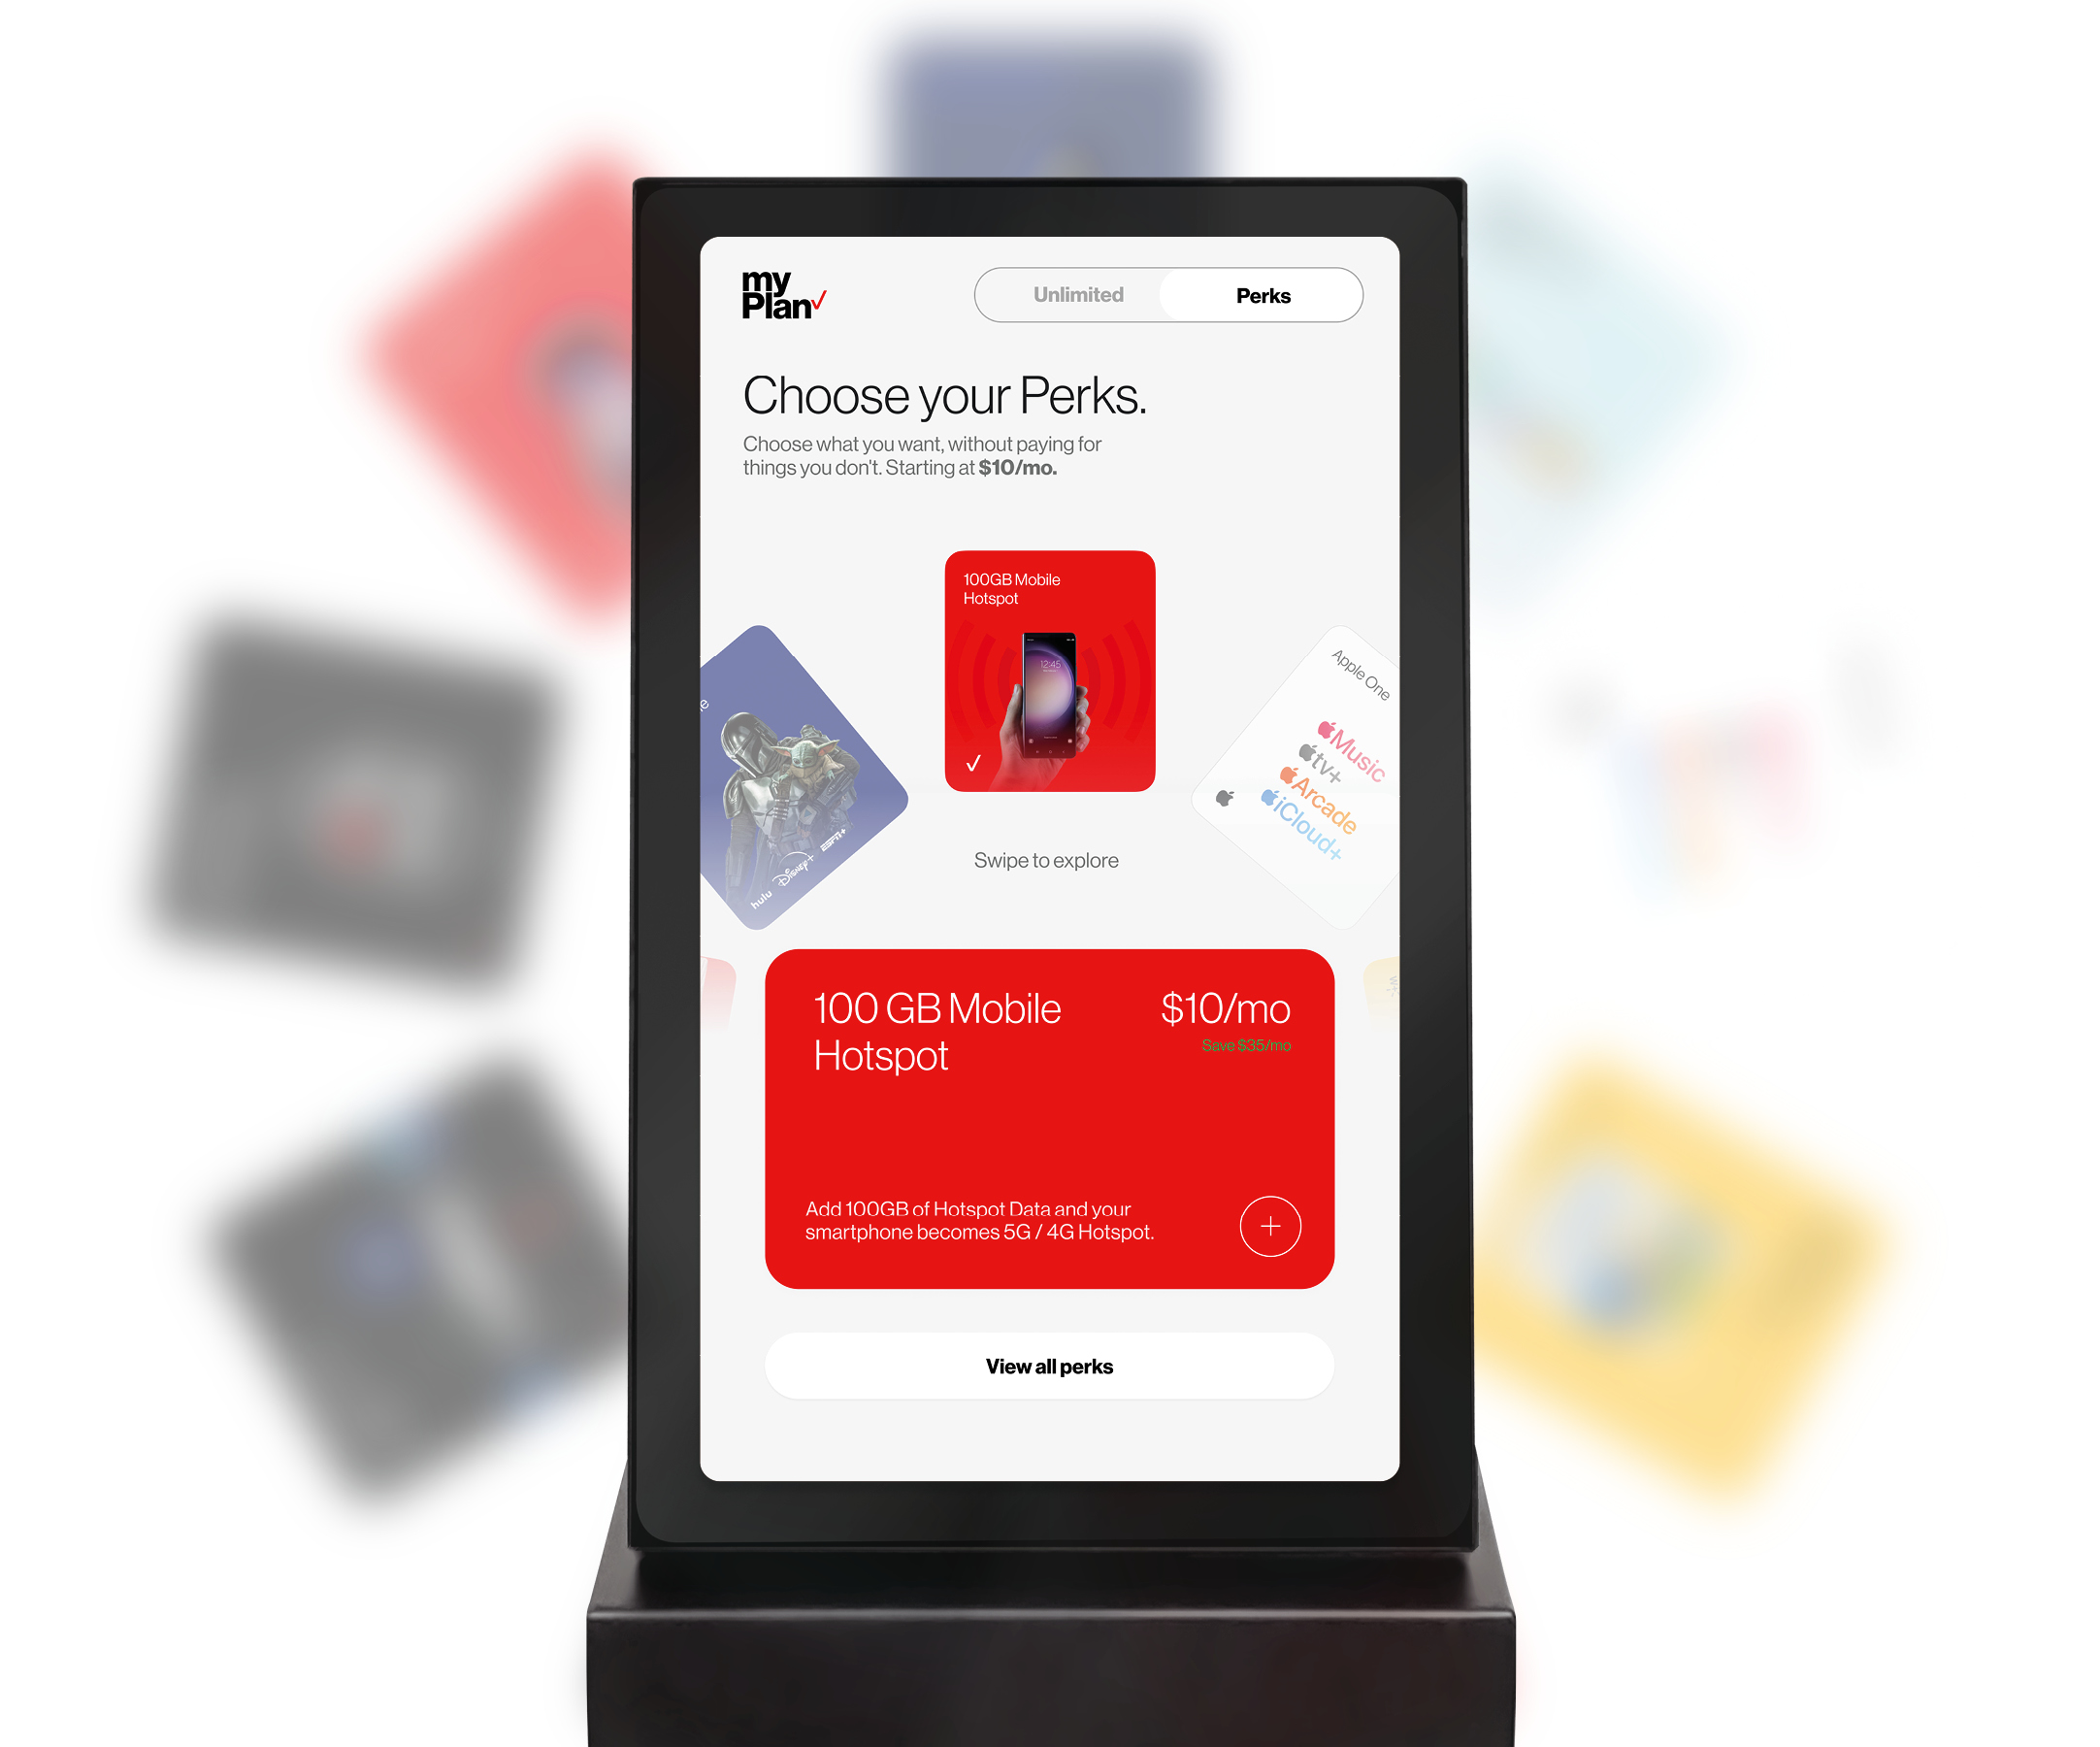 my
Plan✓
Unlimited
Perks
Choose your Perks.
Choose what you want, without paying for
things you don't. Starting at $10/mo.
100GB Mobile
Hotspot
12:45
hulu Disney+ ESPN+
Apple One
Music
tv+
Arcade
iCloud+
Swipe to explore
100 GB Mobile
Hotspot
$10/mo
Save $35/mo
Add 100GB of Hotspot Data and your
smartphone becomes 5G / 4G Hotspot.
View all perks